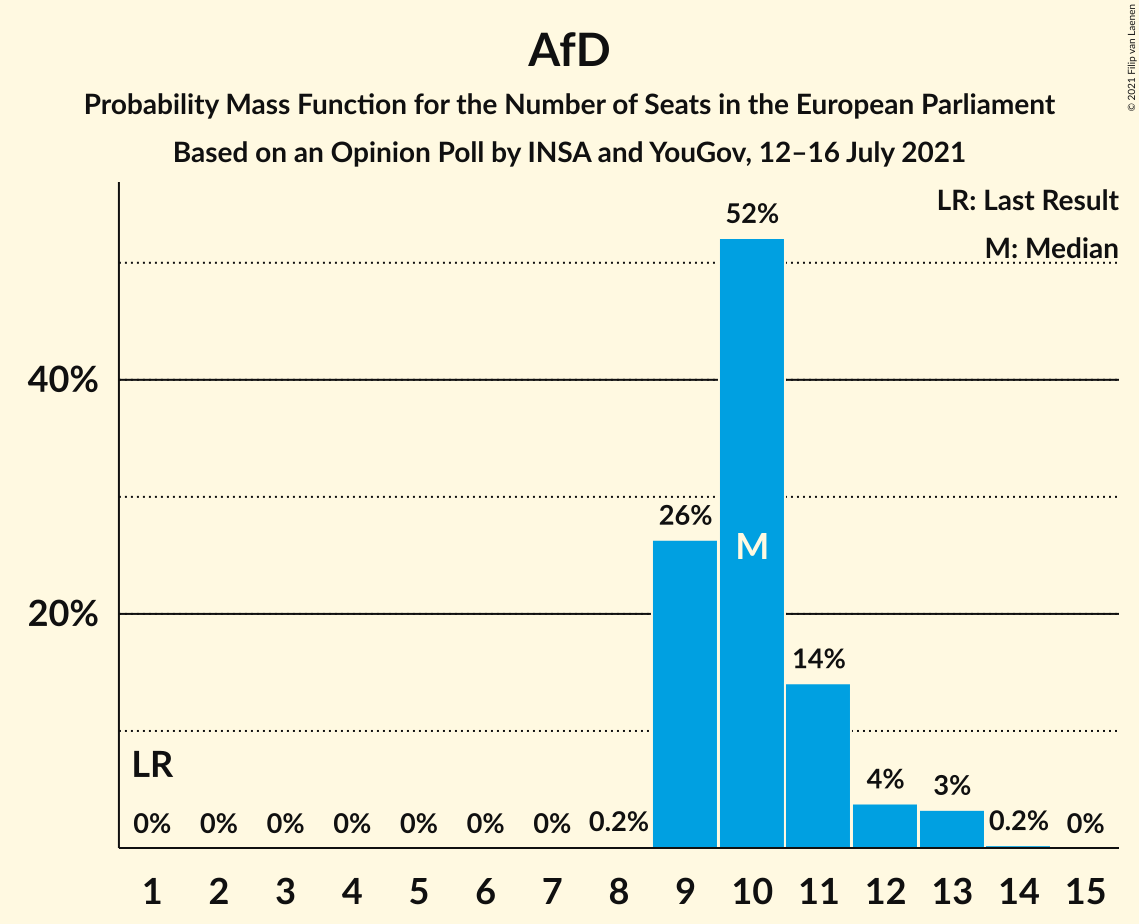 AfD
Probability Mass Function for the Number of Seats in the European Parliament
Based on an Opinion Poll by INSA and YouGov, 12–16 July 2021
© 2021 Filip van Laenen
LR: Last Result
M: Median
52%
40%
26%
M
20%
14%
LR
4%
3%
0% 0% 0% 0% 0% 0% 0% 0.2% 0.2% 0%
1 2 3 4 5 6 7 8 9 10 11 12 13 14 15